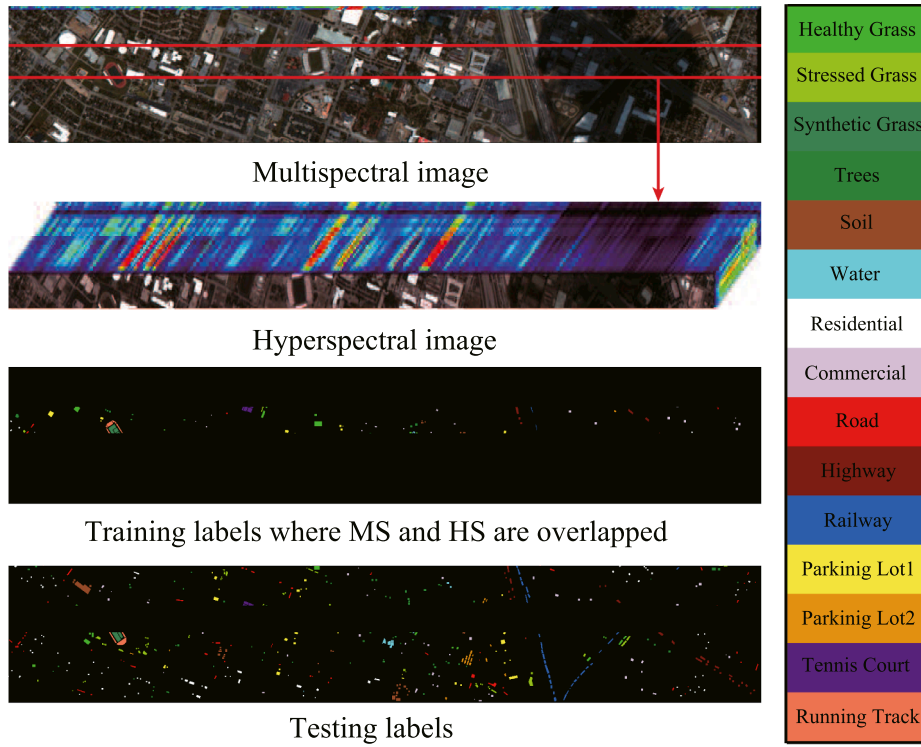 Multispectral image
Hyperspectral image
Training labels where MS and HS are overlapped
Testing labels
Healthy Grass
Stressed Grass
Synthetic Grass
Trees
Soil
Water
Residential
Commercial
Road
Highway
Railway
Parkinig Lot1
Parkinig Lot2
Tennis Court
Running Track